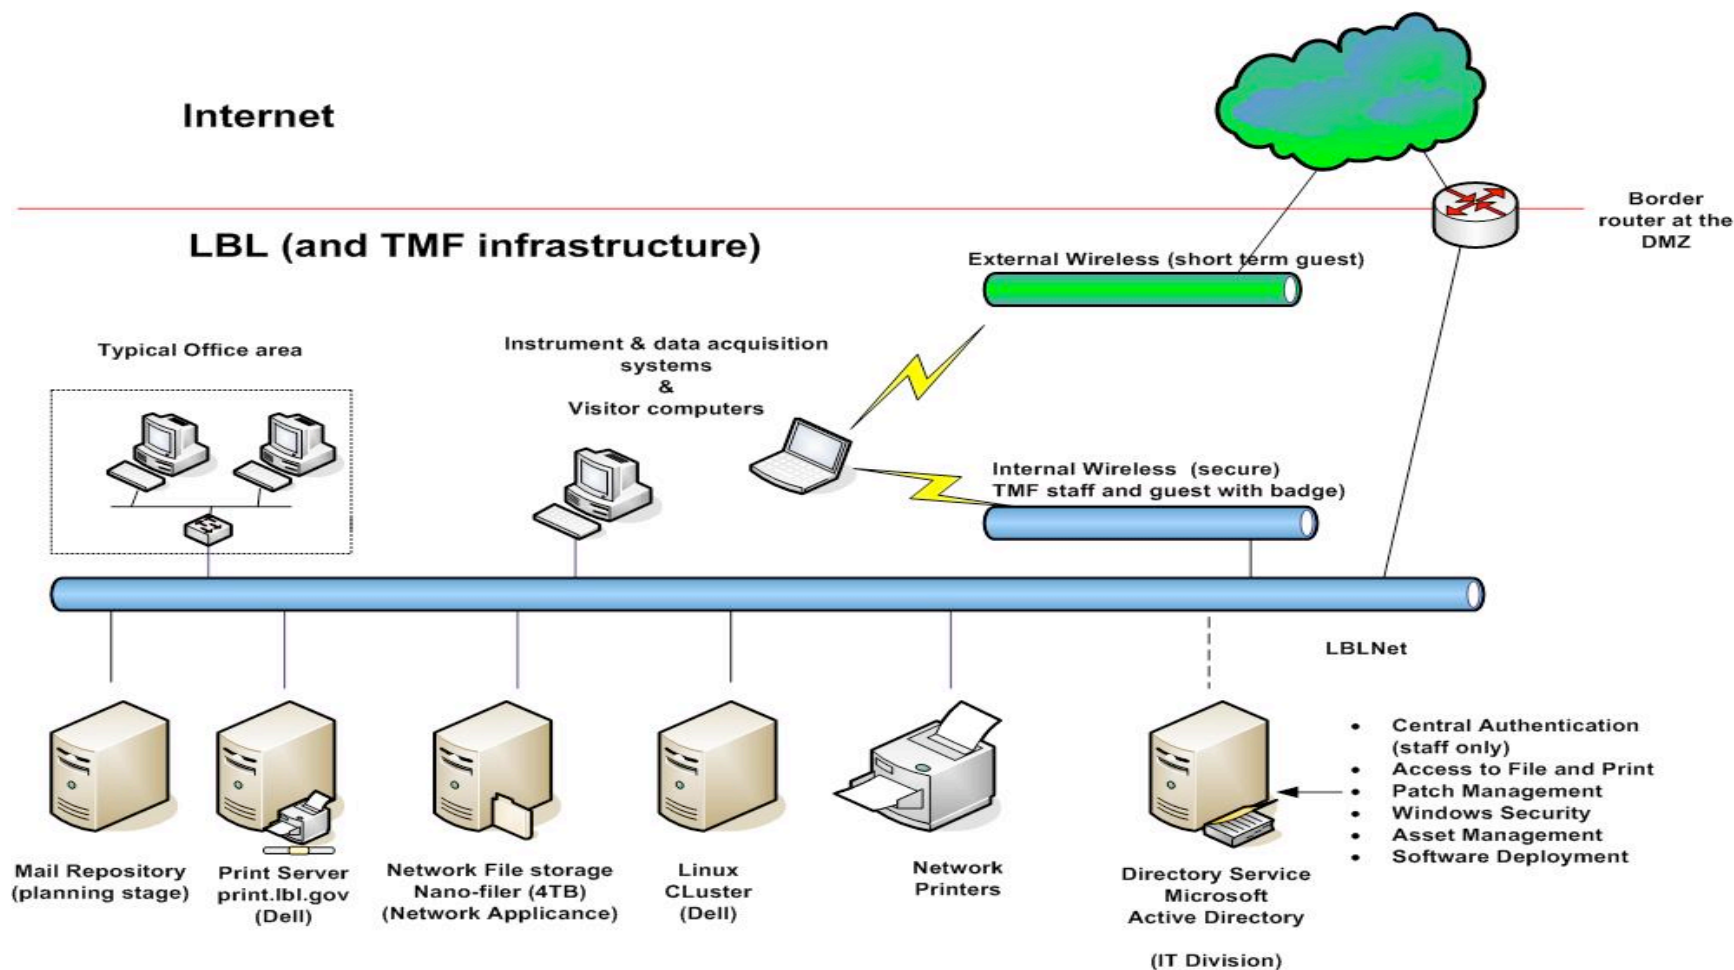 Internet
Border
router at the
DMZ
LBL (and TMF infrastructure)
External Wireless (short term guest)
Typical Office area
Instrument & data acquisition
systems
&
Visitor computers
Internal Wireless (secure)
TMF staff and guest with badge)
LBLNet
Mail Repository
(planning stage)
Print Server
print.lbl.gov
(Dell)
Network File storage
Nano-filer (4TB)
(Network Applicance)
Linux
CLuster
(Dell)
Network
Printers
Directory Service
Microsoft
Active Directory
(IT Division)
• Central Authentication
(staff only)
• Access to File and Print
• Patch Management
• Windows Security
• Asset Management
• Software Deployment